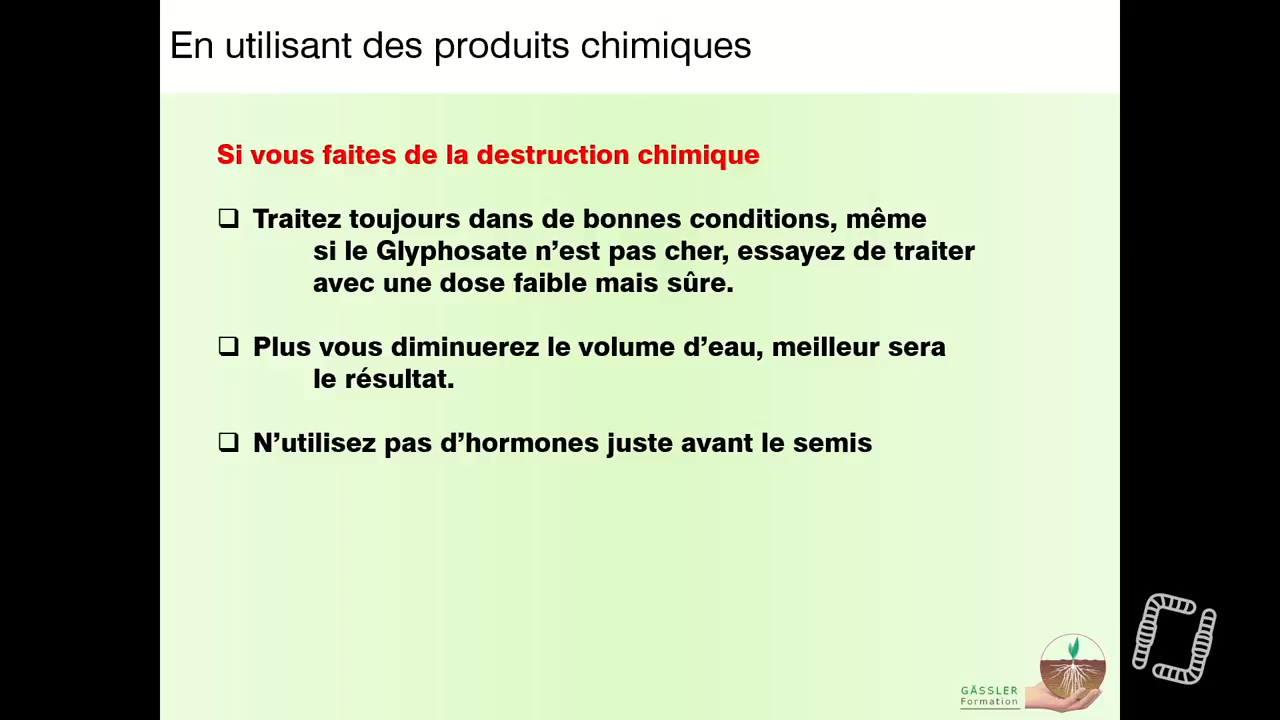 En utilisant des produits chimiques
Si vous faites de la destruction chimique
❑ Traitez toujours dans de bonnes conditions, même
si le Glyphosate n’est pas cher, essayez de traiter
avec une dose faible mais sûre.
❑ Plus vous diminuerez le volume d’eau, meilleur sera
le résultat.
❑ N’utilisez pas d’hormones juste avant le semis
GÄSSLER
Formation